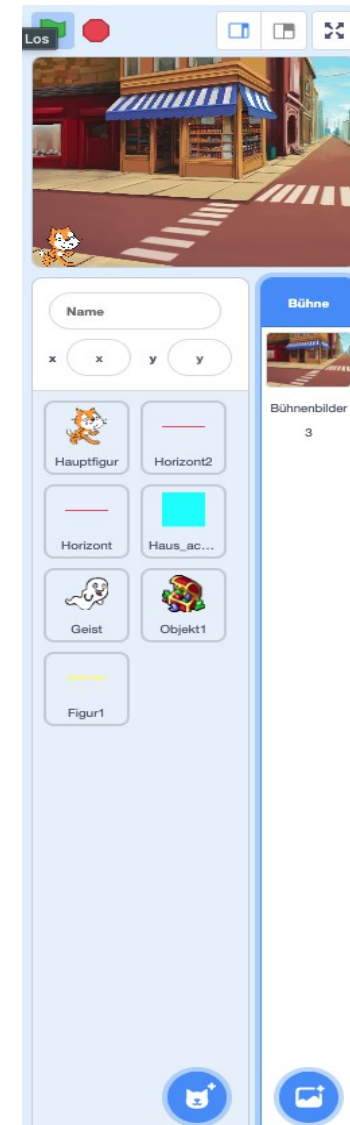 Los
Name
x x y y
Bühne
Hauptfigur
Horizont2
Bühnenbilder
3
Horizont
Haus_ac...
Geist
Objekt1
Figur1